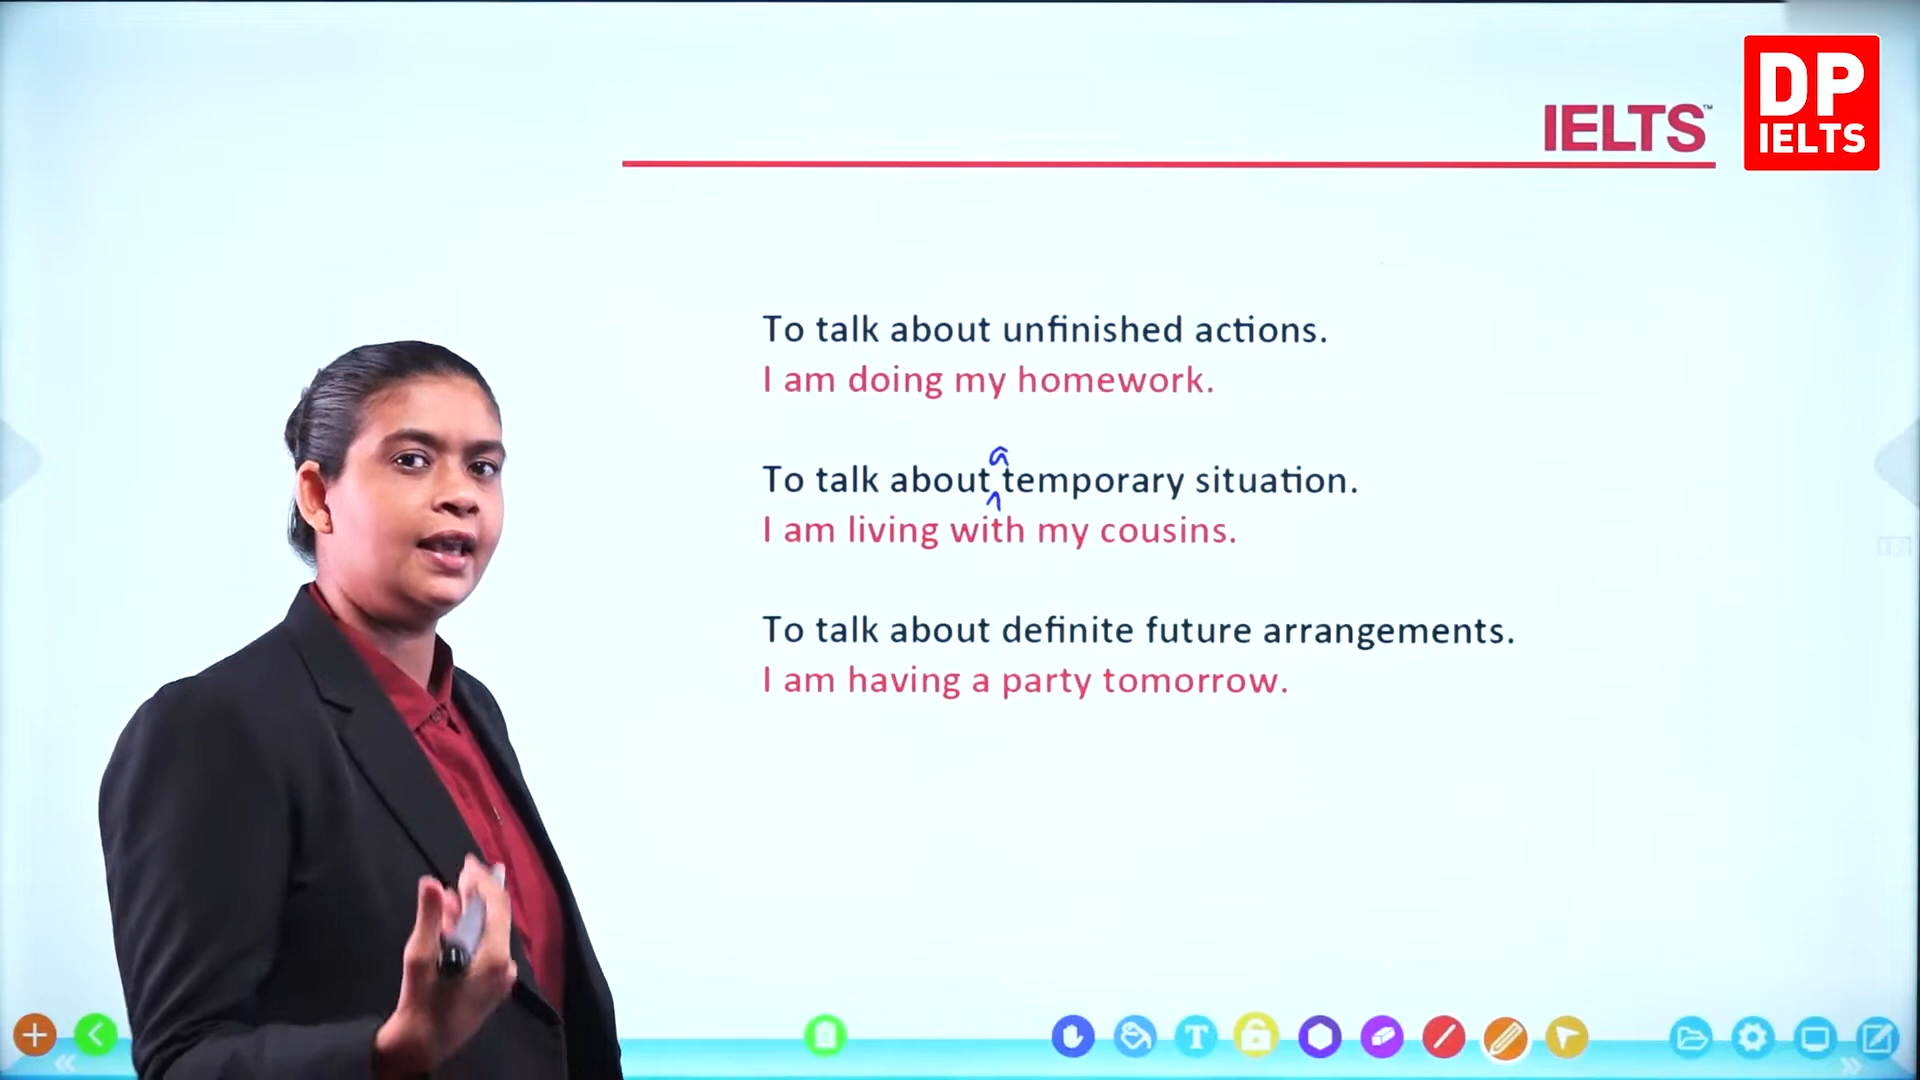 DP
IELTS
IELTS™
To talk about unfinished actions.
I am doing my homework.
a
To talk about temporary situation.
^
I am living with my cousins.
To talk about definite future arrangements.
I am having a party tomorrow.
T